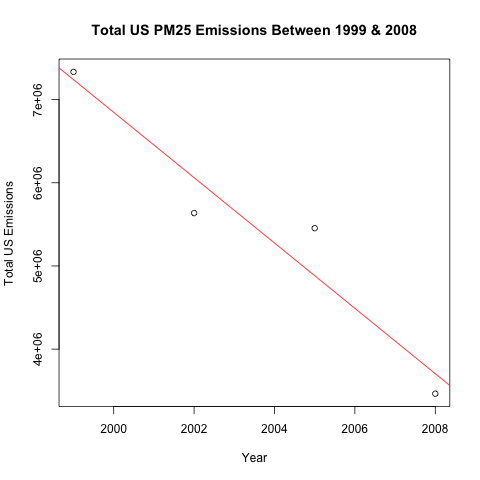 Total US PM25 Emissions Between 1999 & 2008
Total US Emissions
7e+06
6e+06
5e+06
4e+06
2000 2002 2004 2006 2008
Year